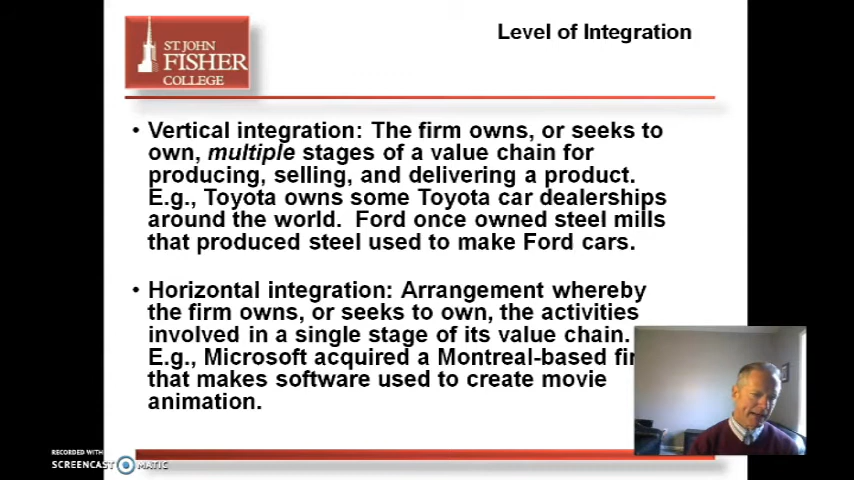 Level of Integration
ST JOHN
FISHER
COLLEGE
• Vertical integration: The firm owns, or seeks to
own, multiple stages of a value chain for
producing, selling, and delivering a product.
E.g., Toyota owns some Toyota car dealerships
around the world. Ford once owned steel mills
that produced steel used to make Ford cars.
• Horizontal integration: Arrangement whereby
the firm owns, or seeks to own, the activities
involved in a single stage of its value chain.
E.g., Microsoft acquired a Montreal-based
that makes software used to create movie
animation.
RECORDED WITH
SCREENCAST MATIC